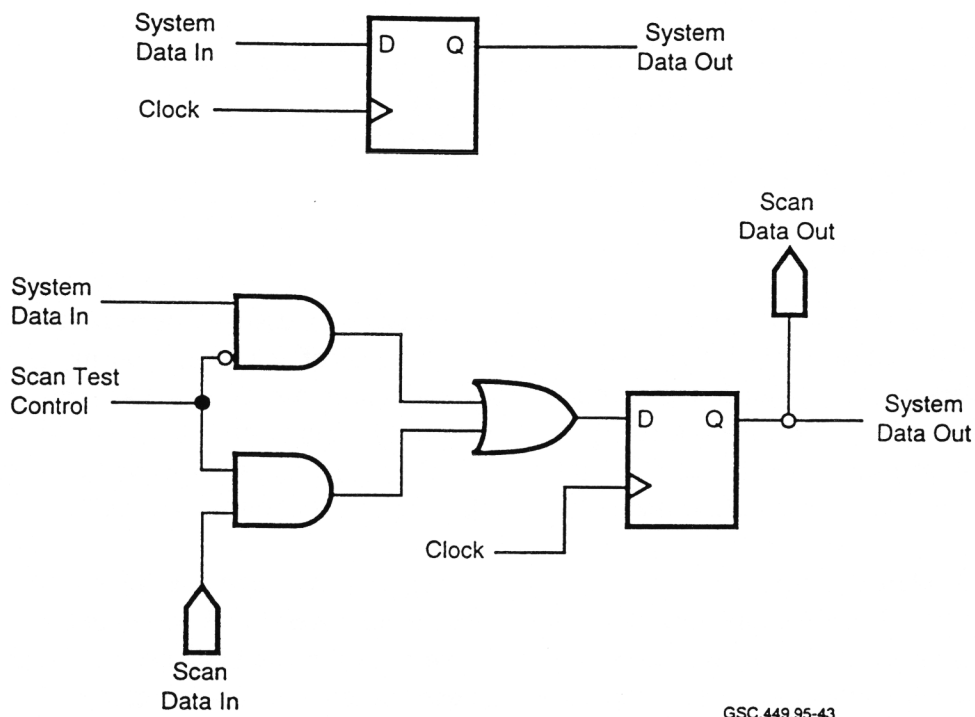 System
Data In
D Q
System
Data Out
Clock
Scan
Data Out
System
Data In
Scan Test
Control
D Q
System
Data Out
Clock
Scan
Data In
GSC.449.95-43